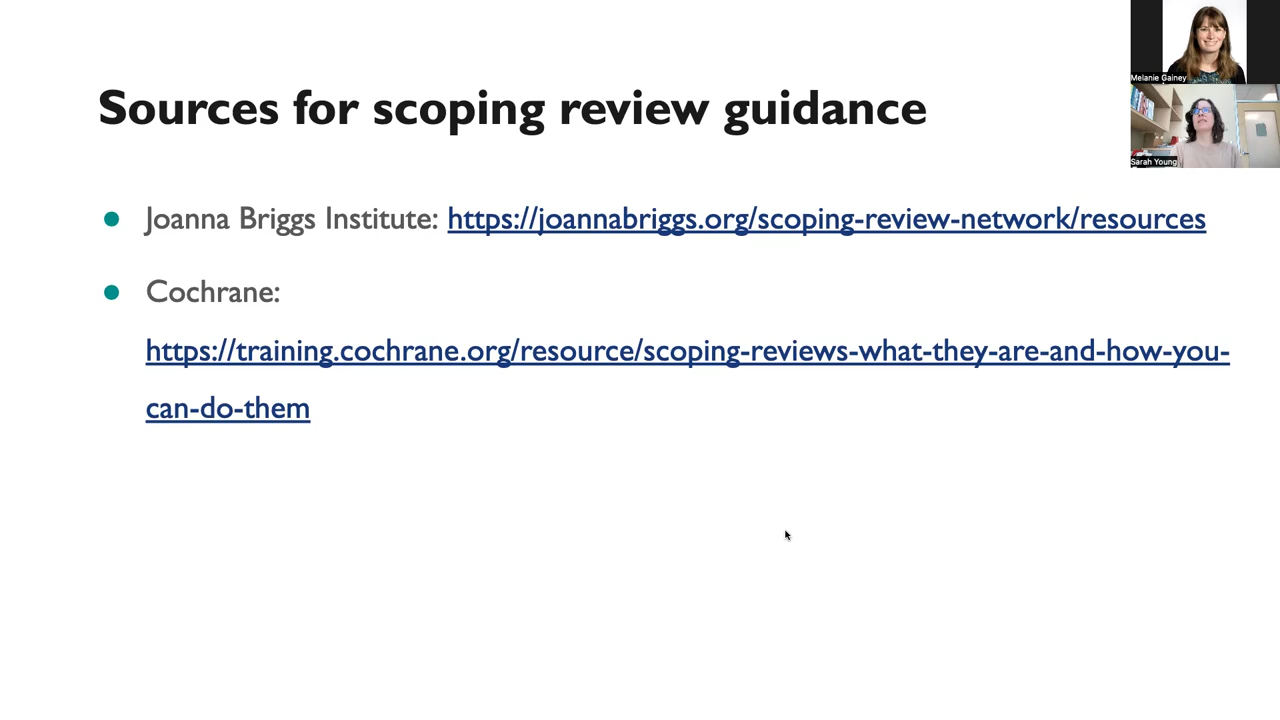 Sources for scoping review guidance
Melanie Gainey
Sarah Young
Joanna Briggs Institute: https://joannabriggs.org/scoping-review-network/resources
Cochrane:
https://training.cochrane.org/resource/scoping-reviews-what-they-are-and-how-you-
can-do-them